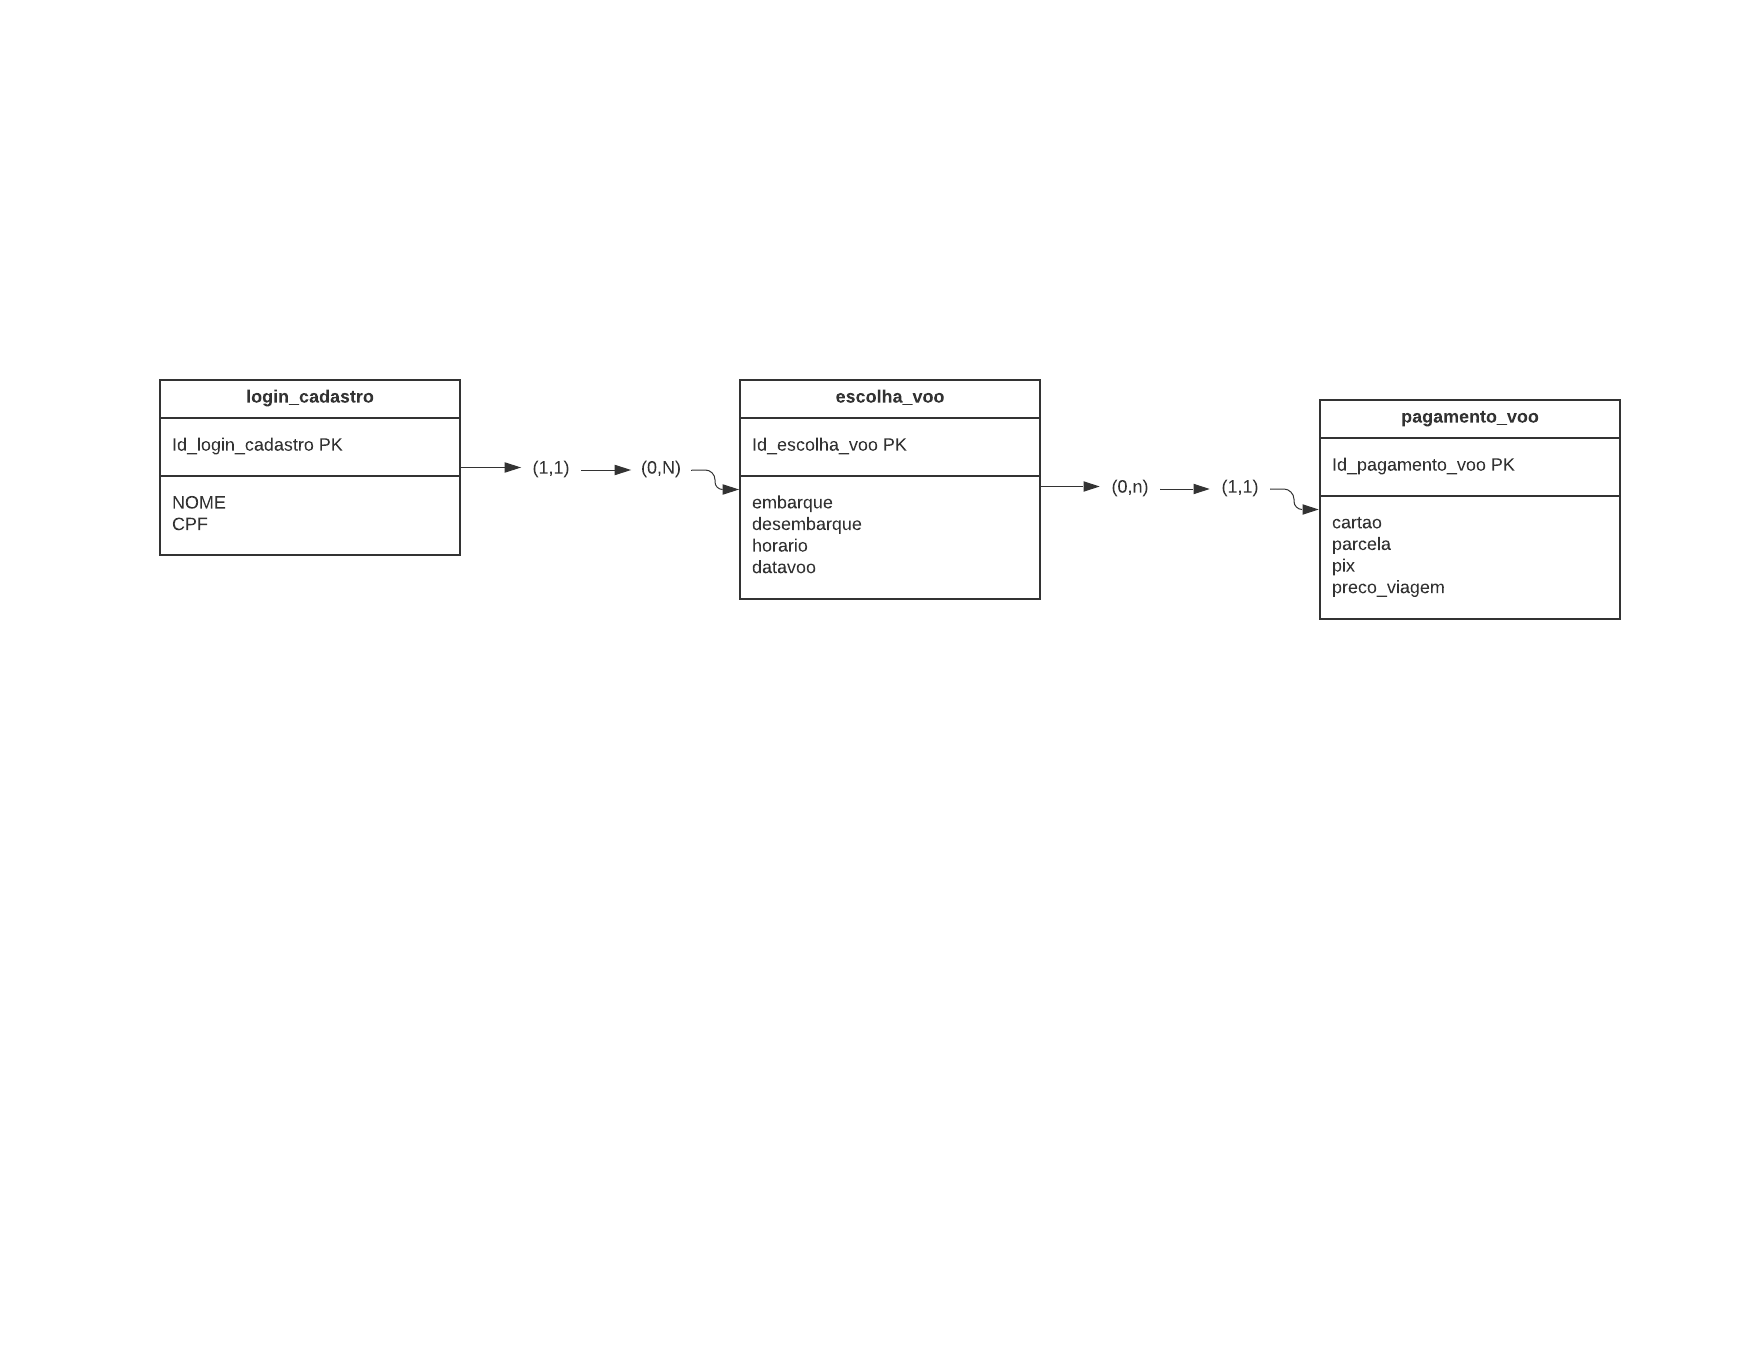 login_cadastro
Id_login_cadastro PK
NOME
CPF
(1,1)
(0,N)
escolha_voo
Id_escolha_voo PK
embarque
desembarque
horario
datavoo
(0,n)
(1,1)
pagamento_voo
Id_pagamento_voo PK
cartao
parcela
pix
preco_viagem